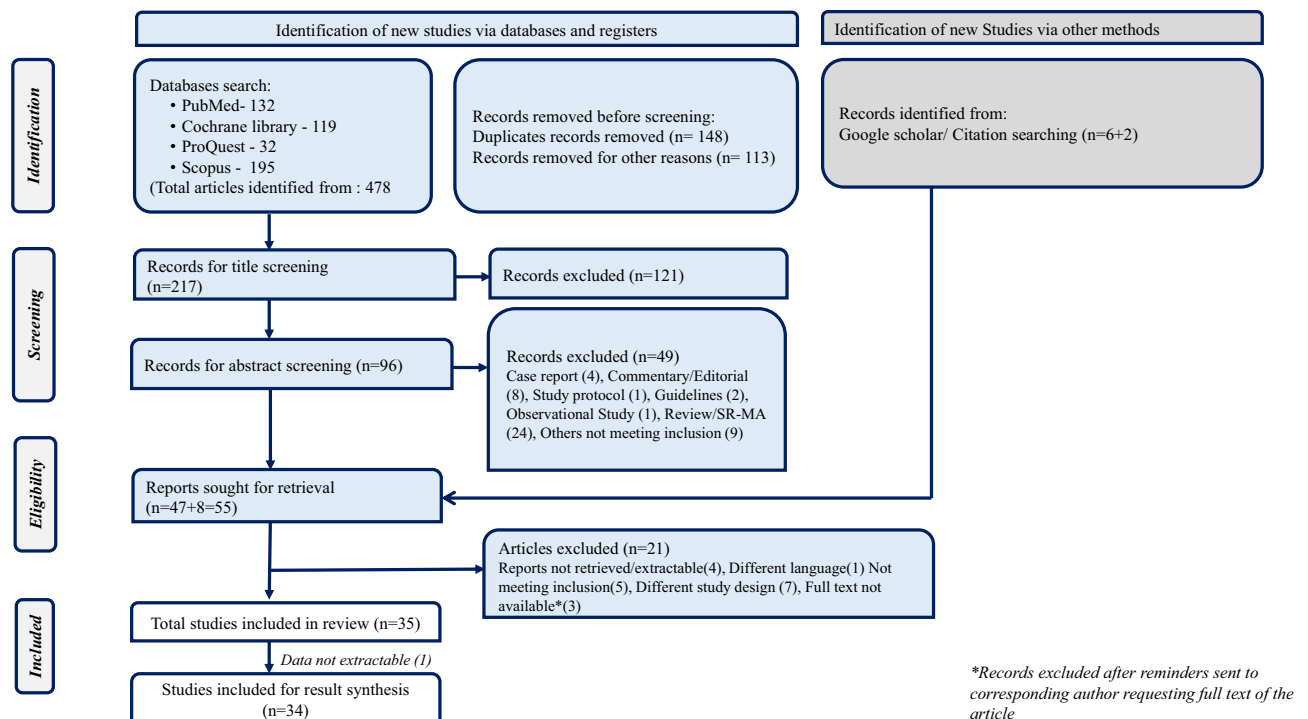 Identification of new studies via databases and registers
Identification of new Studies via other methods
Identification
Databases search:
• PubMed- 132
• Cochrane library - 119
• ProQuest - 32
• Scopus -  195
(Total articles identified from : 478
Records removed before screening:
Duplicates records removed (n= 148)
Records removed for other reasons (n= 113)
Records identified from:
Google scholar/ Citation searching (n=6+2)
Screening
Records for title screening
(n=217)
Records excluded (n=121)
Records for abstract screening (n=96)
Records excluded (n=49)
Case report (4), Commentary/Editorial
(8), Study protocol (1), Guidelines (2),
Observational Study (1), Review/SR-MA
(24), Others not meeting inclusion (9)
Eligibility
Reports sought for retrieval
(n=47+8=55)
Articles excluded (n=21)
Reports not retrieved/extractable(4), Different language(1) Not
meeting inclusion(5), Different study design (7), Full text not
available*(3)
Included
Total studies included in review (n=35)
Data not extractable (1)
Studies included for result synthesis
(n=34)
*Records excluded after reminders sent to
corresponding author requesting full text of the
article